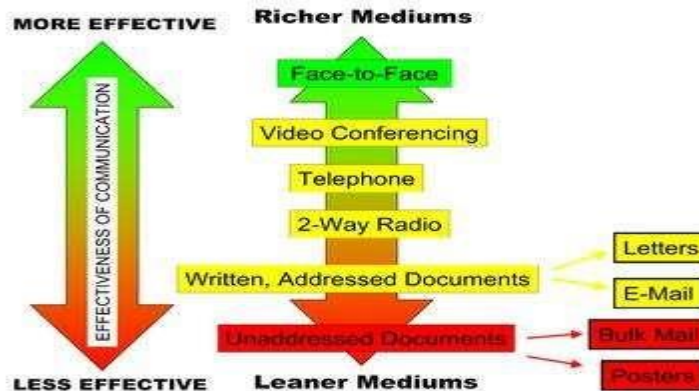 MORE EFFECTIVE
Richer Mediums
EFFECTIVENESS OF COMMUNICATION
Face-to-Face
Video Conferencing
Telephone
2-Way Radio
Written, Addressed Documents
Letters
E-Mail
Unaddressed Documents
Bulk Mail
Posters
LESS EFFECTIVE
Leaner Mediums